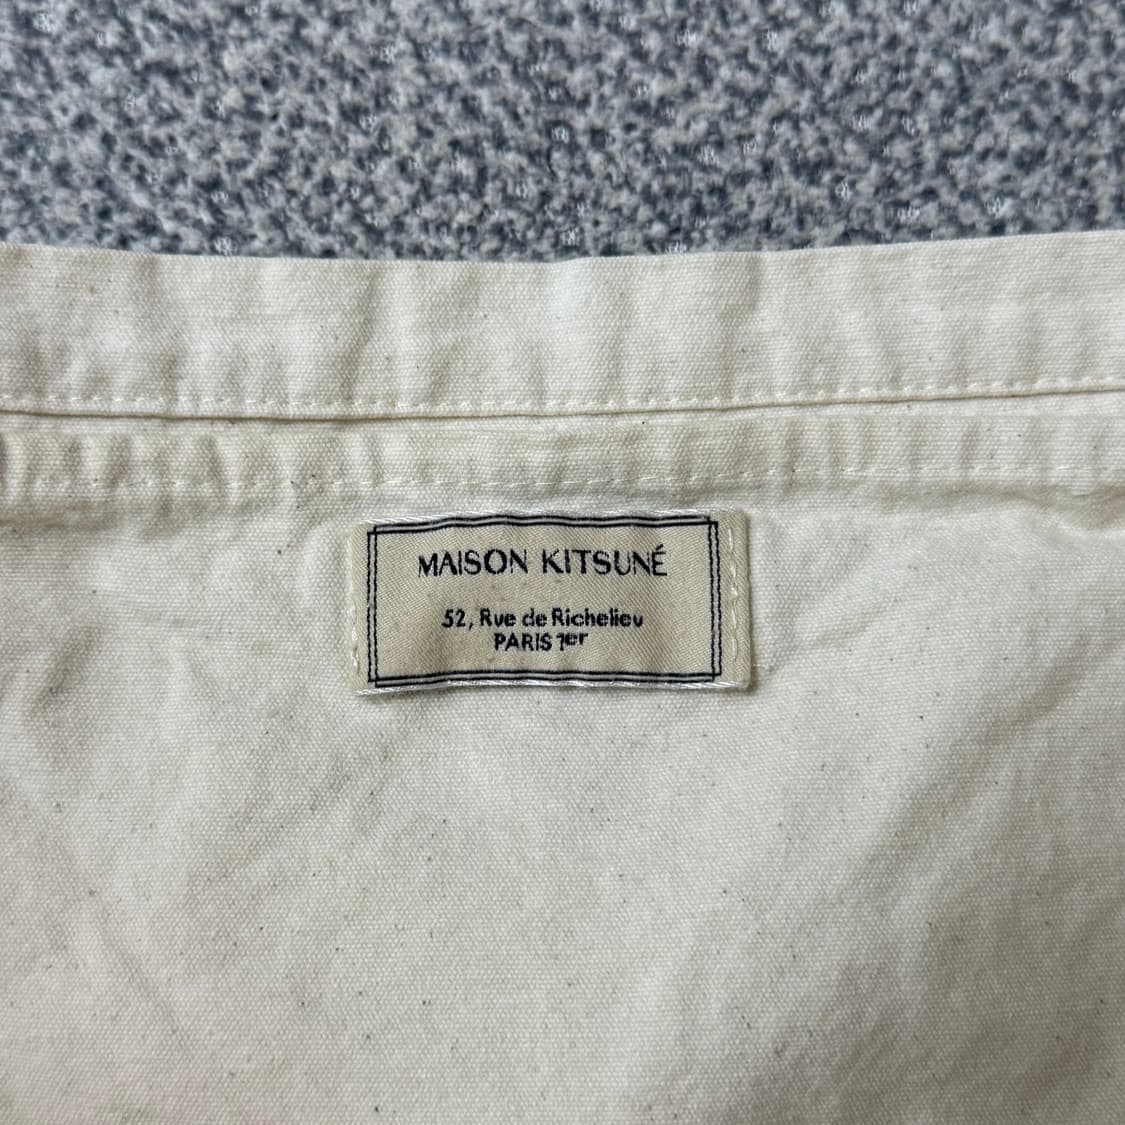 MAISON KITSUNÉ
52, Rue de Richelieu
PARIS 1er